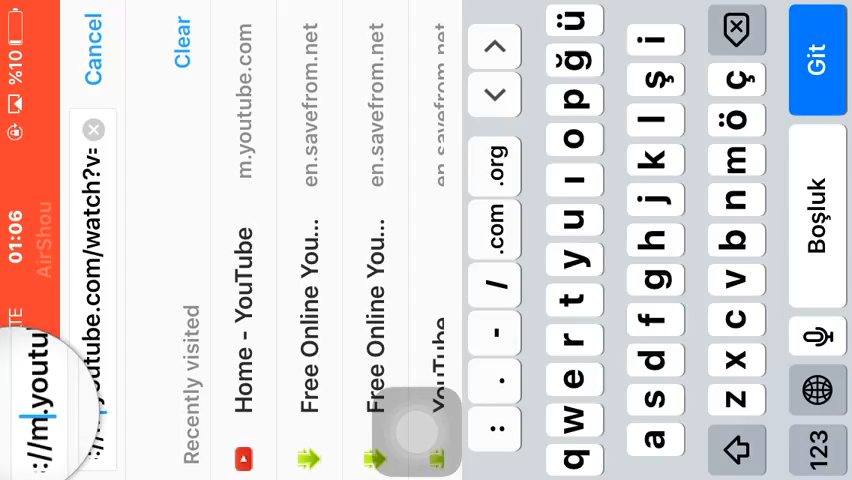 TE 01:06 %10
AirShou
://m.youtu
://m.youtube.com/watch?v=
Cancel
Recently visited Clear
Home - YouTube m.youtube.com
Free Online You... en.savefrom.net
Free Online You... en.savefrom.net
YouTube en.savefrom.net
: . - / .com .org < >
q w e r t y u ı o p ğ ü
a s d f g h j k l ş i
z x c v b n m ö ç
123 Boşluk Git